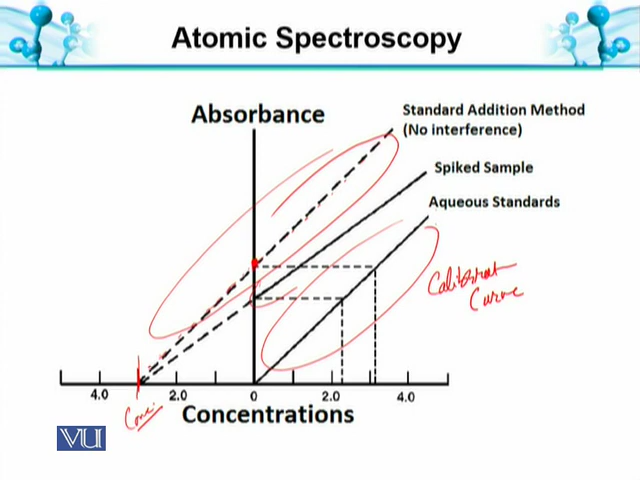 Atomic Spectroscopy
Absorbance
Standard Addition Method
(No interference)
Spiked Sample
Aqueous Standards
Calibrat
Curve
4.0 2.0 0 2.0 4.0
Conc.
Concentrations
VU